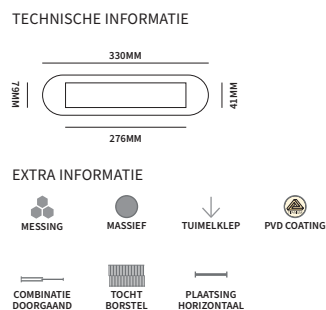 TECHNISCHE INFORMATIE
330MM
79MM
41MM
276MM
EXTRA INFORMATIE
MESSING
MASSIEF
TUIMELKLEP
PVD COATING
COMBINATIE
DOORGAAND
TOCHT
BORSTEL
PLAATSING
HORIZONTAAL